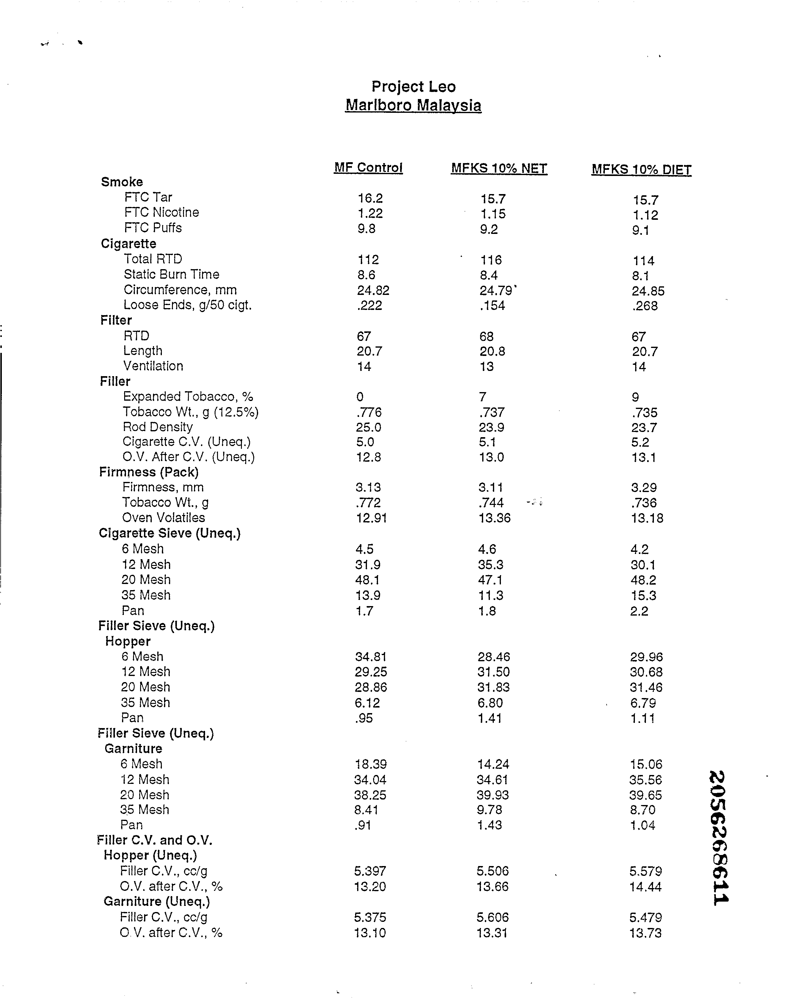 Project Leo
Marlboro Malaysia
MF Control MFKS 10% NET MFKS 10% DIET
Smoke
FTC Tar 16.2 15.7 15.7
FTC Nicotine 1.22 1.15 1.12
FTC Puffs 9.8 9.2 9.1
Cigarette
Total RTD 112 116 114
Static Burn Time 8.6 8.4 8.1
Circumference, mm 24.82 24.79 24.85
Loose Ends, g/50 cigt. .222 .154 .268
Filter
RTD 67 68 67
Length 20.7 20.8 20.7
Ventilation 14 13 14
Filler
Expanded Tobacco, % 0 7 9
Tobacco Wt., g (12.5%) .776 .737 .735
Rod Density 25.0 23.9 23.7
Cigarette C.V. (Uneq.) 5.0 5.1 5.2
O.V. After C.V. (Uneq.) 12.8 13.0 13.1
Firmness (Pack)
Firmness, mm 3.13 3.11 3.29
Tobacco Wt., g .772 .744 .736
Oven Volatiles 12.91 13.36 13.18
Cigarette Sieve (Uneq.)
6 Mesh 4.5 4.6 4.2
12 Mesh 31.9 35.3 30.1
20 Mesh 48.1 47.1 48.2
35 Mesh 13.9 11.3 15.3
Pan 1.7 1.8 2.2
Filler Sieve (Uneq.)
Hopper
6 Mesh 34.81 28.46 29.96
12 Mesh 29.25 31.50 30.68
20 Mesh 28.86 31.83 31.46
35 Mesh 6.12 6.80 6.79
Pan .95 1.41 1.11
Filler Sieve (Uneq.)
Garniture
6 Mesh 18.39 14.24 15.06
12 Mesh 34.04 34.61 35.56
20 Mesh 38.25 39.93 39.65
35 Mesh 8.41 9.78 8.70
Pan .91 1.43 1.04
Filler C.V. and O.V.
Hopper (Uneq.)
Filler C.V., cc/g 5.397 5.506 5.579
O.V. after C.V., % 13.20 13.66 14.44
Garniture (Uneq.)
Filler C.V., cc/g 5.375 5.606 5.479
O.V. after C.V., % 13.10 13.31 13.73
2056268611